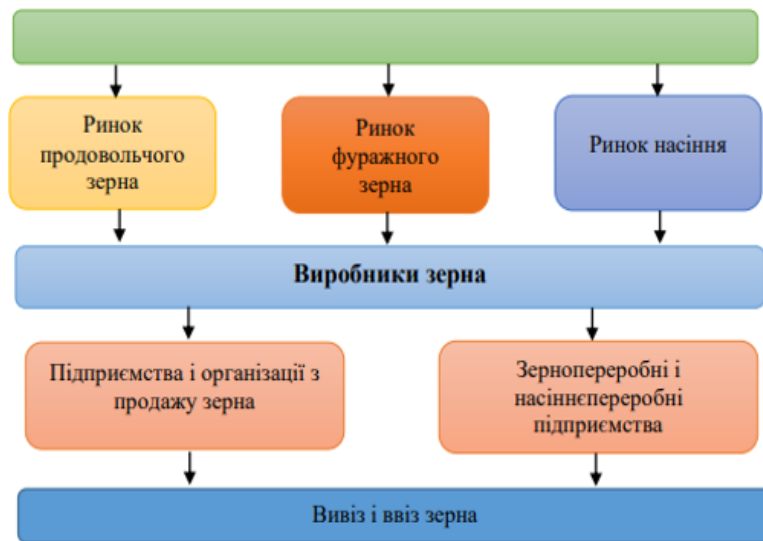 Ринок
продовольчого
зерна
Ринок
фуражного
зерна
Ринок насіння
Виробники зерна
Підприємства і організації з
продажу зерна
Зернопереробні і
насіннєпереробні
підприємства
Вивіз і ввіз зерна